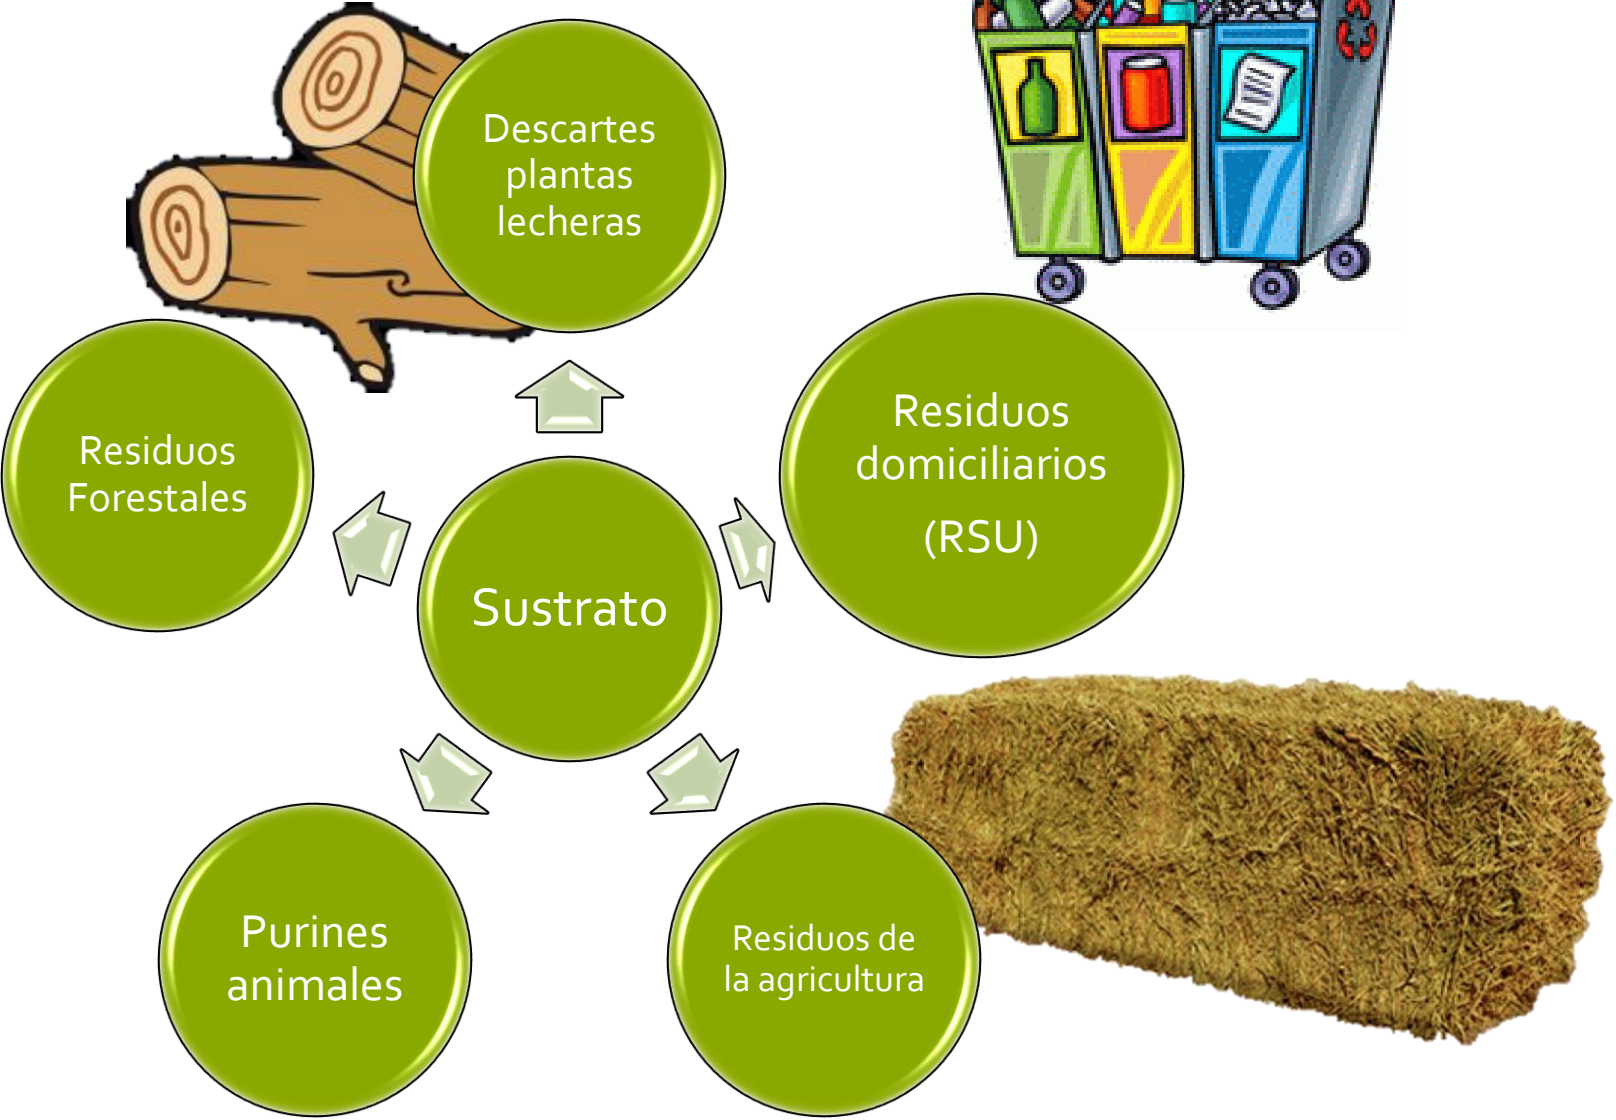 Descartes
plantas
lecheras
Residuos
domiciliarios
(RSU)
Residuos
Forestales
Sustrato
Purines
animales
Residuos de
la agricultura